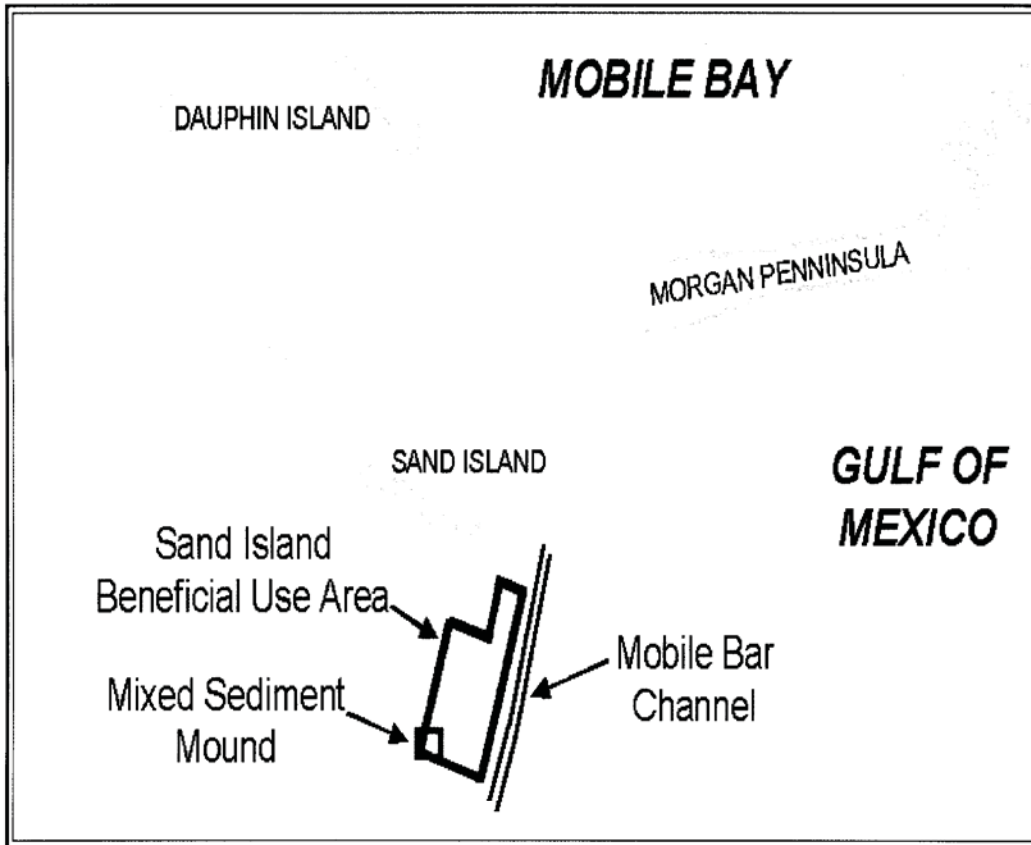 MOBILE BAY
DAUPHIN ISLAND
MORGAN PENNINSULA
SAND ISLAND
GULF OF
MEXICO
Sand Island
Beneficial Use Area
Mixed Sediment
Mound
Mobile Bar
Channel